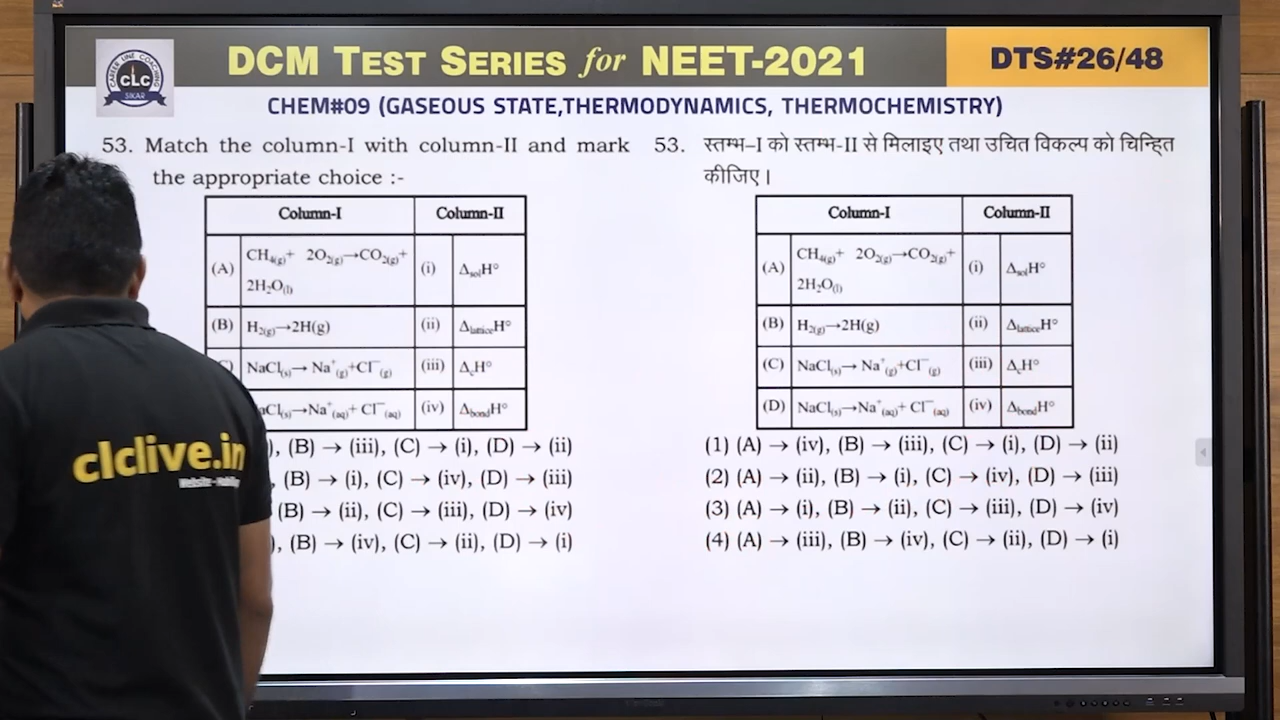 CAREER LINE COACHING
CLC
SIKAR
DCM TEST SERIES for NEET-2021
DTS#26/48
CHEM#09 (GASEOUS STATE,THERMODYNAMICS, THERMOCHEMISTRY)
53. Match the column-I with column-II and mark
the appropriate choice :-
Column-I Column-II
(A) CH₄(g)+ 2O₂(g)→CO₂(g)+ (i) ΔsolH°
2H₂O(l)
(B) H₂(g)→2H(g) (ii) ΔlatticeH°
NaCl(s)→ Na⁺(g)+Cl⁻(g) (iii) ΔcH°
aCl(s)→Na⁺(aq)+ Cl⁻(aq) (iv) ΔbondH°
), (B) → (iii), (C) → (i), (D) → (ii)
, (B) → (i), (C) → (iv), (D) → (iii)
(B) → (ii), (C) → (iii), (D) → (iv)
), (B) → (iv), (C) → (ii), (D) → (i)
53. स्तम्भ–I को स्तम्भ-II से मिलाइए तथा उचित विकल्प को चिन्हित
कीजिए।
Column-I Column-II
(A) CH₄(g)+ 2O₂(g)→CO₂(g)+ (i) ΔsolH°
2H₂O(l)
(B) H₂(g)→2H(g) (ii) ΔlatticeH°
(C) NaCl(s)→ Na⁺(g)+Cl⁻(g) (iii) ΔcH°
(D) NaCl(s)→Na⁺(aq)+ Cl⁻(aq) (iv) ΔbondH°
(1) (A) → (iv), (B) → (iii), (C) → (i), (D) → (ii)
(2) (A) → (ii), (B) → (i), (C) → (iv), (D) → (iii)
(3) (A) → (i), (B) → (ii), (C) → (iii), (D) → (iv)
(4) (A) → (iii), (B) → (iv), (C) → (ii), (D) → (i)
clclive.in